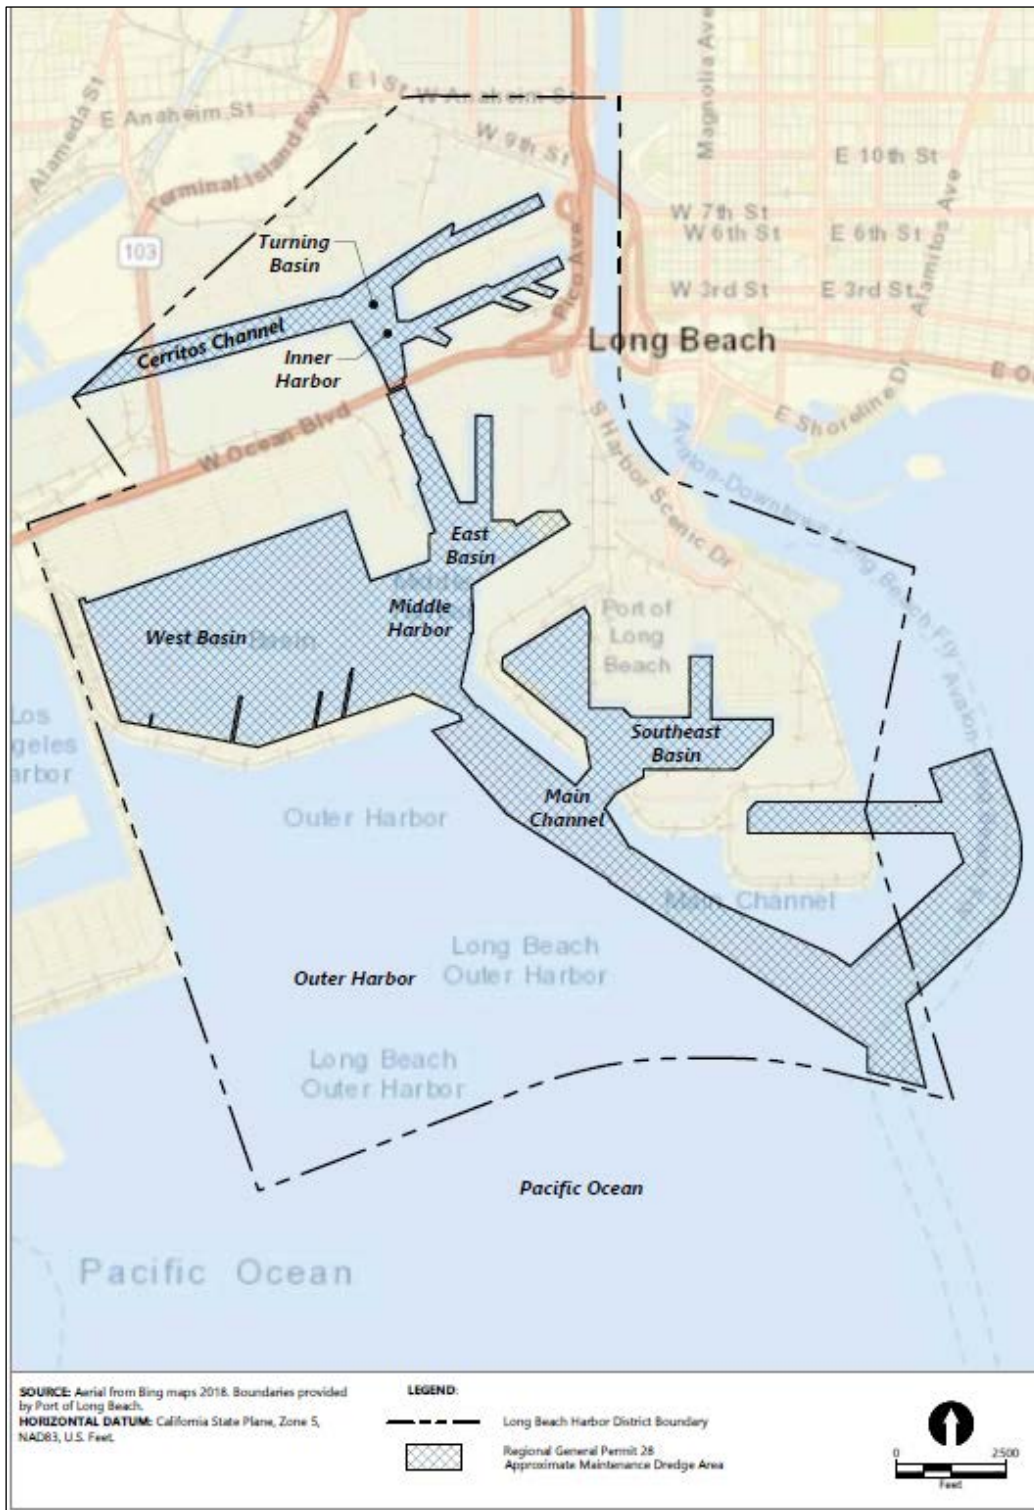 E I St
W Anaheim St
E Anaheim St
Alameda St
Terminal Island Fwy
W 9th St
Magnolia Ave
E 10th St
Alamitos Ave
W 7th St
W 6th St
E 6th St
103
Turning
Basin
Pico Ave
W 3rd St
E 3rd St
Cerritos Channel
Inner
Harbor
Long Beach
W Ocean Blvd
E Shoreline Dr
S Harbor Scenic Dr
East
Basin
Middle
Harbor
West Basin
Port of
Long
Beach
Southeast
Basin
Main
Channel
Outer Harbor
Main Channel
Long Beach
Outer Harbor
Outer Harbor
Long Beach
Outer Harbor
Pacific Ocean
Pacific Ocean
SOURCE: Aerial from Bing maps 2018. Boundaries provided
by Port of Long Beach.
HORIZONTAL DATUM: California State Plane, Zone 5,
NAD83, U.S. Feet.
LEGEND:
Long Beach Harbor District Boundary
Regional General Permit 28
Approximate Maintenance Dredge Area
0 2500
Feet